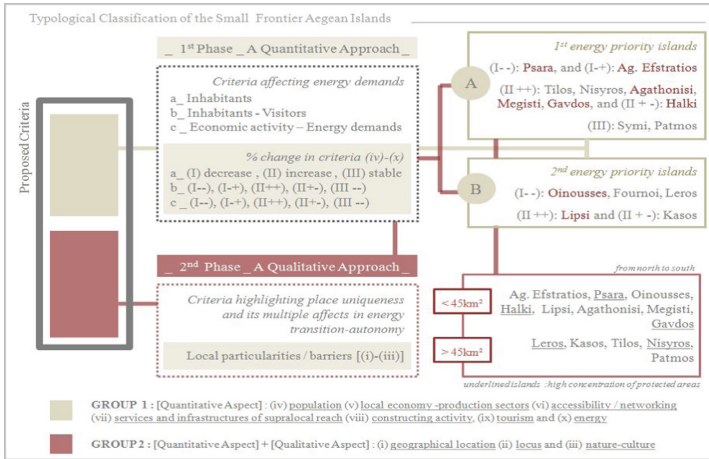 Typological Classification of the Small Frontier Aegean Islands
Proposed Criteria
_ 1st Phase _ A Quantitative Approach _
Criteria affecting energy demands
a_ Inhabitants
b_ Inhabitants - Visitors
c _ Economic activity – Energy demands
% change in criteria (iv)-(x)
a_ (I) decrease , (II) increase , (III) stable
b_ (I--), (I-+), (II++), (II+-), (III --)
c _ (I--), (I-+), (II++), (II+-), (III --)
_ 2nd Phase _ A Qualitative Approach _
Criteria highlighting place uniqueness
and its multiple affects in energy
transition-autonomy
Local particularities / barriers [(i)-(iii)]
A
1st energy priority islands
(I- -): Psara, and (I-+): Ag. Efstratios
(II ++): Tilos, Nisyros, Agathonisi,
Megisti, Gavdos, and (II + -): Halki
(III): Symi, Patmos
B
2nd energy priority islands
(I- -): Oinousses, Fournoi, Leros
(II ++): Lipsi and (II + -): Kasos
from north to south
< 45km²
Ag. Efstratios, Psara, Oinousses,
Halki, Lipsi, Agathonisi, Megisti,
Gavdos
> 45km²
Leros, Kasos, Tilos, Nisyros,
Patmos
underlined islands : high concentration of protected areas
GROUP 1 : [Quantitative Aspect] : (iv) population (v) local economy -production sectors (vi) accessibility / networking
(vii) services and infrastructures of supralocal reach (viii) constructing activity, (ix) tourism and (x) energy
GROUP 2 : [Quantitative Aspect] + [Qualitative Aspect] : (i) geographical location (ii) locus and (iii) nature-culture